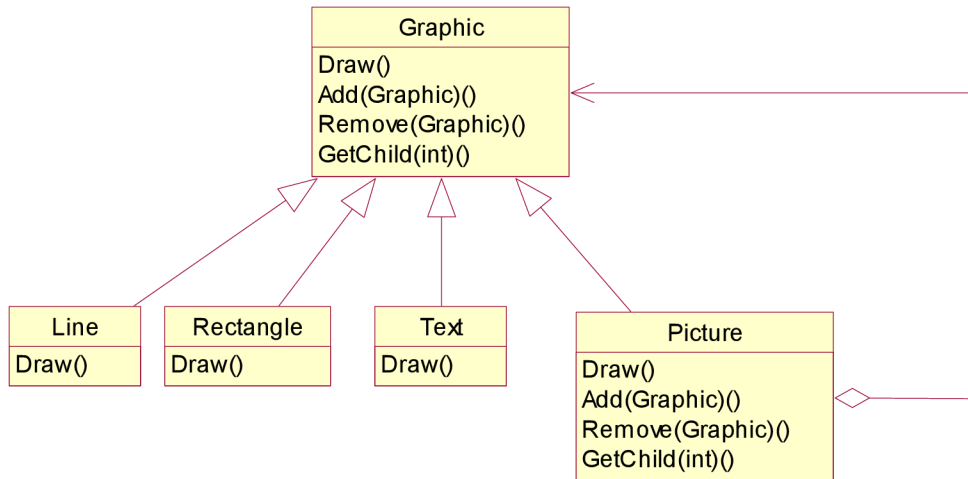 Graphic
Draw()
Add(Graphic)()
Remove(Graphic)()
GetChild(int)()
Line
Draw()
Rectangle
Draw()
Text
Draw()
Picture
Draw()
Add(Graphic)()
Remove(Graphic)()
GetChild(int)()